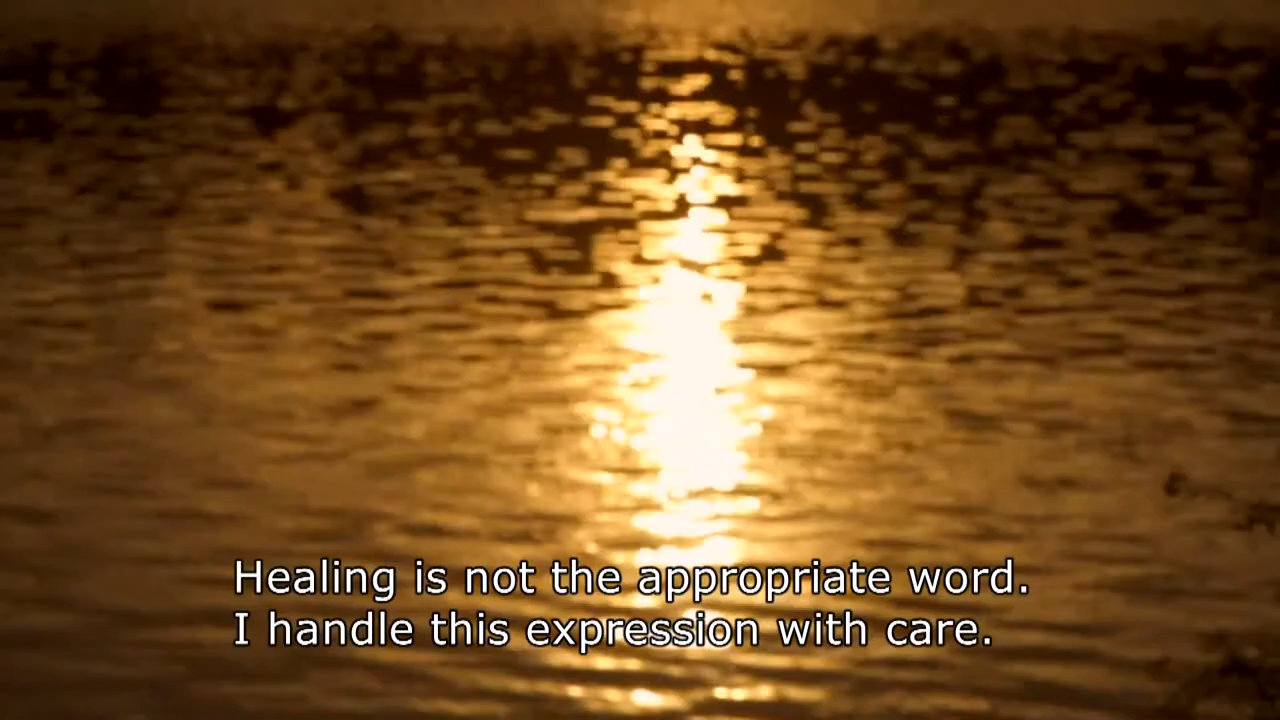 Healing is not the appropriate word.
I handle this expression with care.